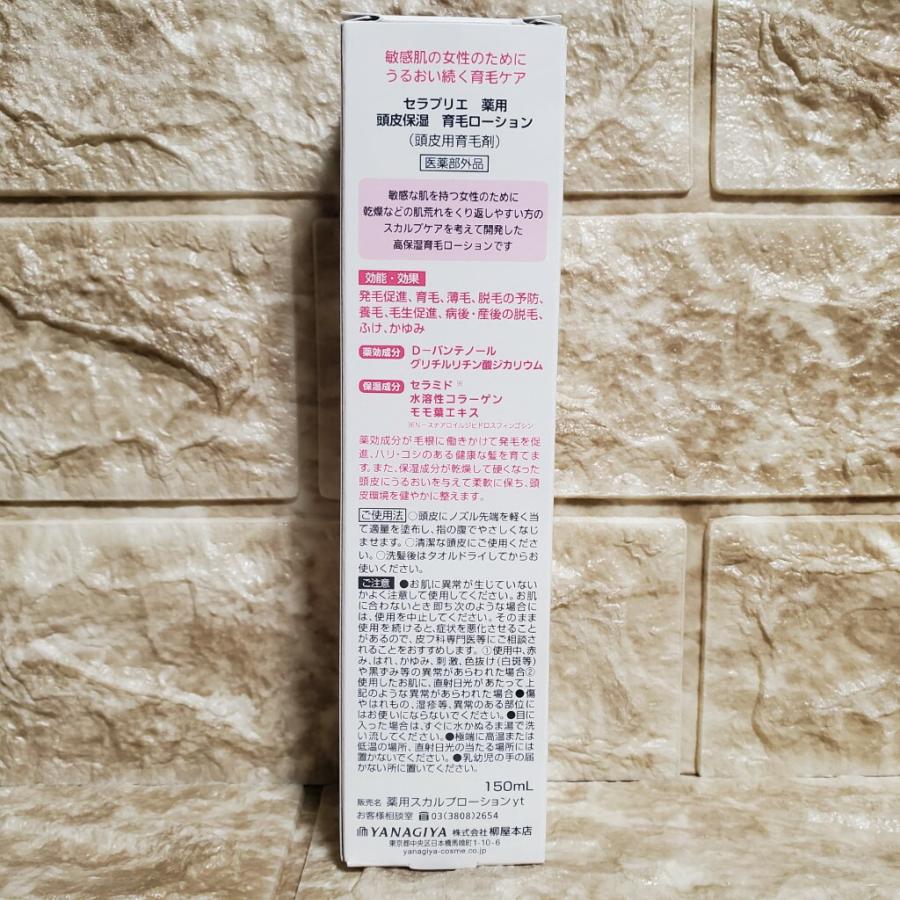 敏感肌の女性のために
うるおい続く育毛ケア
セラプリエ 薬用
頭皮保湿 育毛ローション
（頭皮用育毛剤）
医薬部外品
敏感な肌を持つ女性のために
乾燥などの肌荒れをくり返しやすい方の
スカルプケアを考えて開発した
高保湿育毛ローションです
効能・効果
発毛促進、育毛、薄毛、脱毛の予防、
養毛、毛生促進、病後・産後の脱毛、
ふけ、かゆみ
薬効成分 D－パンテノール
グリチルリチン酸ジカリウム
保湿成分 セラミド※
水溶性コラーゲン
モモ葉エキス
※N－ステアロイルジヒドロスフィンゴシン
薬効成分が毛根に働きかけて発毛を促
進、ハリ・コシのある健康な髪を育てま
す。また、保湿成分が乾燥して硬くなった
頭皮にうるおいを与えて柔軟に保ち、頭
皮環境を健やかに整えます。
ご使用法 ○頭皮にノズル先端を軽く当
て適量を塗布し、指の腹でやさしくなじ
ませます。○清潔な頭皮にご使用くださ
い。○洗髪後はタオルドライしてからお
使いください。
ご注意 ●お肌に異常が生じていない
かよく注意して使用してください。お肌
に合わないとき即ち次のような場合に
は、使用を中止してください。そのまま
使用を続けると、症状を悪化させること
があるので、皮フ科専門医等にご相談さ
れることをおすすめします。①使用中、赤
み、はれ、かゆみ、刺激、色抜け(白斑等)
や黒ずみ等の異常があらわれた場合②
使用したお肌に、直射日光があたって上
記のような異常があらわれた場合●傷
やはれもの、湿疹等、異常のある部位に
はお使いにならないでください。●目に
入った場合は、すぐに水かぬるま湯で洗
い流してください。●極端に高温または
低温の場所、直射日光の当たる場所には
置かないでください。●乳幼児の手の届
かない所に置いてください。
150mL
販売名 薬用スカルプローションyt
お客様相談室 ☎03(3808)2654
YANAGIYA 株式会社 柳屋本店
東京都中央区日本橋馬喰町1-10-6
yanagiya-cosme.co.jp